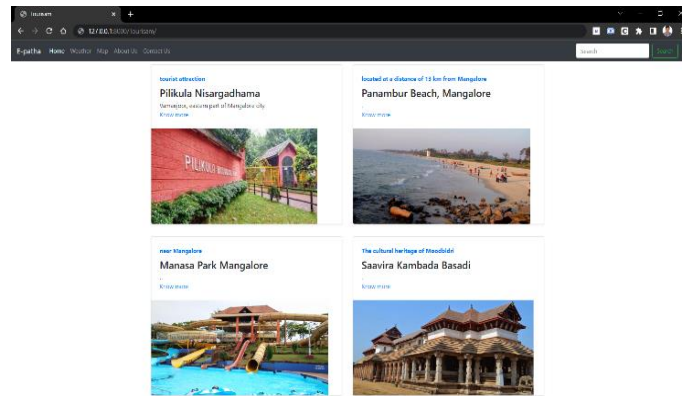 Tourism
127.0.0.1:8000/tourisany/
E-patha Home Weather Map About Us Contact Us Search Search
tourist attraction
Pilikula Nisargadhama
Vamanjoor, eastern part of Mangalore city.
Know more
PILIKULA
located at a distance of 13 km from Mangalore
Panambur Beach, Mangalore
.
Know more
near Mangalore
Manasa Park Mangalore
.
Know more
The cultural heritage of Moodbidri
Saavira Kambada Basadi
.
Know more